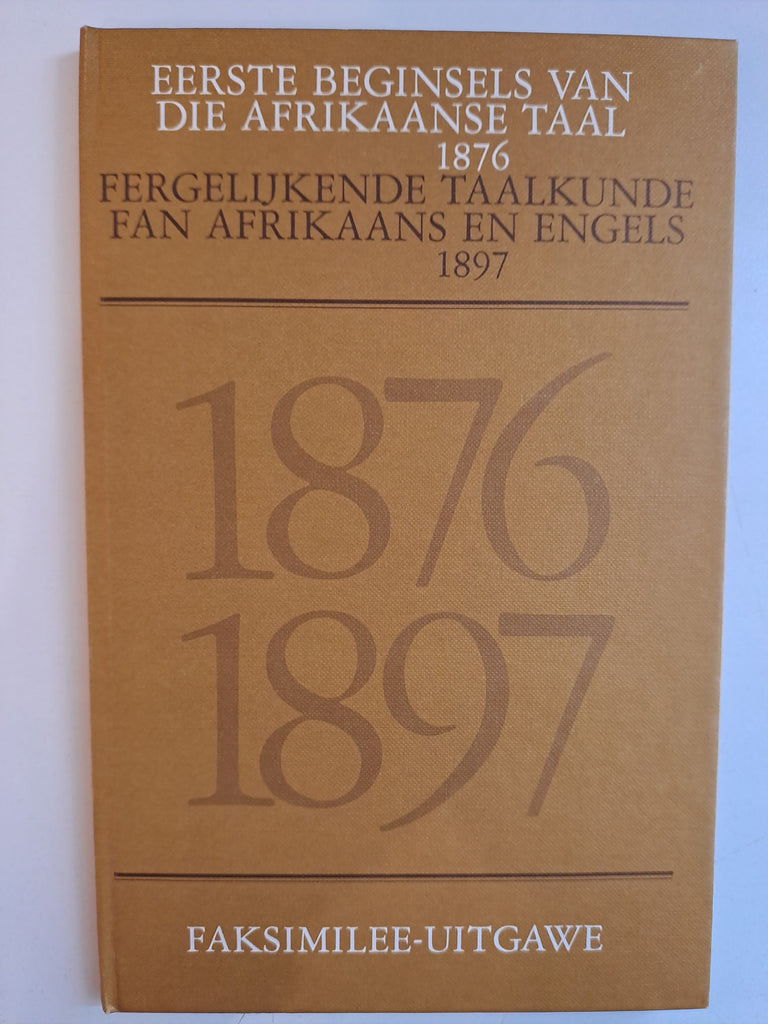 EERSTE BEGINSELS VAN
DIE AFRIKAANSE TAAL
1876
FERGELIJKENDE TAALKUNDE
FAN AFRIKAANS EN ENGELS
1897
1876
1897
FAKSIMILEE-UITGAWE